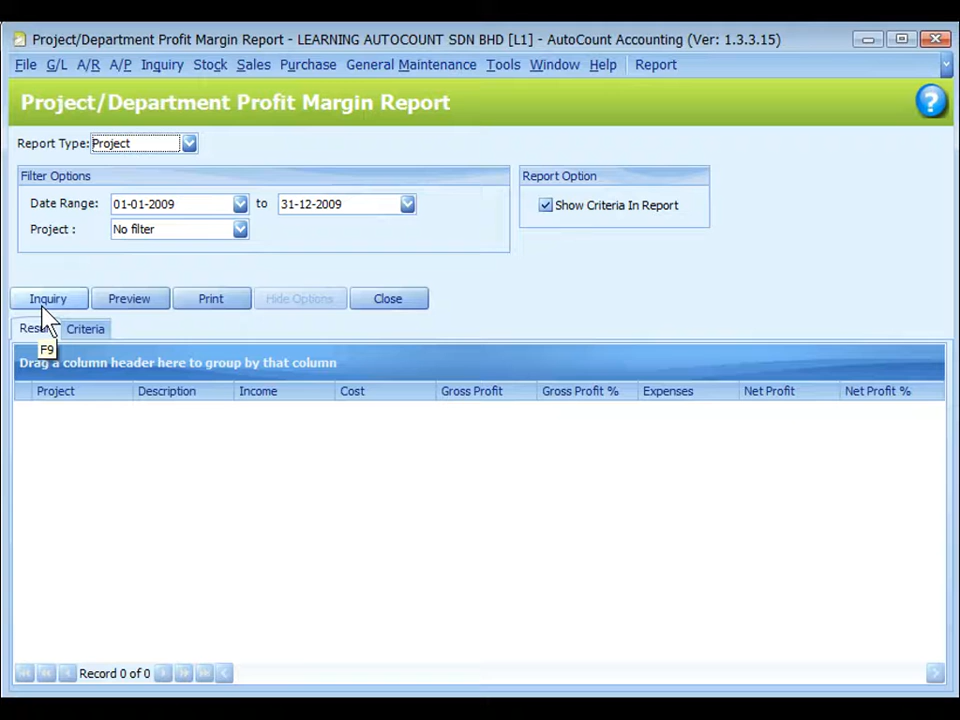 Project/Department Profit Margin Report - LEARNING AUTOCOUNT SDN BHD [L1] - AutoCount Accounting (Ver: 1.3.3.15)
File G/L A/R A/P Inquiry Stock Sales Purchase General Maintenance Tools Window Help Report
Project/Department Profit Margin Report
?
Report Type: Project
Filter Options Report Option
Date Range: 01-01-2009 to 31-12-2009 Show Criteria In Report
Project : No filter
Inquiry Preview Print Hide Options Close
Criteria
F9
Drag a column header here to group by that column
Project Description Income Cost Gross Profit Gross Profit % Expenses Net Profit Net Profit %
Record 0 of 0